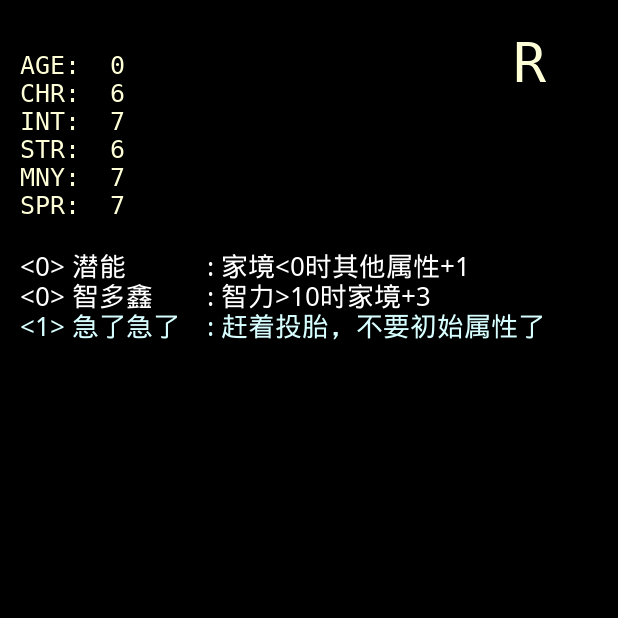 R
AGE: 0
CHR: 6
INT: 7
STR: 6
MNY: 7
SPR: 7
<0> 潜能 : 家境<0时其他属性+1
<0> 智多鑫 : 智力>10时家境+3
<1> 急了急了 : 赶着投胎，不要初始属性了